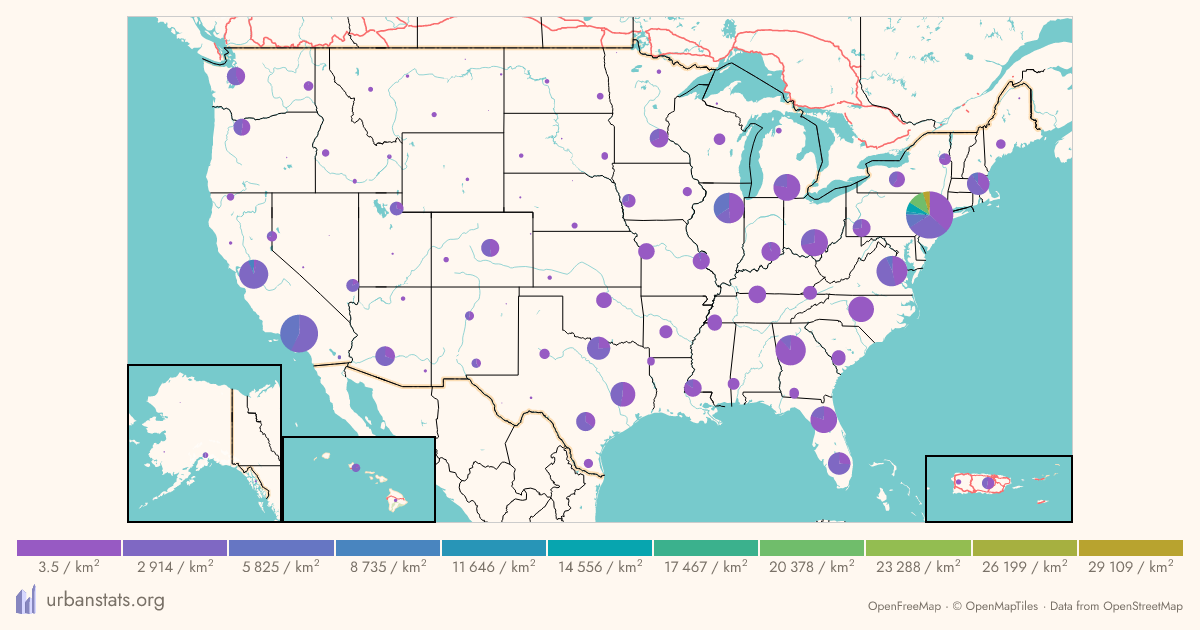 3.5 / km² 2 914 / km² 5 825 / km² 8 735 / km² 11 646 / km² 14 556 / km² 17 467 / km² 20 378 / km² 23 288 / km² 26 199 / km² 29 109 / km²
urbanstats.org
OpenFreeMap · © OpenMapTiles · Data from OpenStreetMap